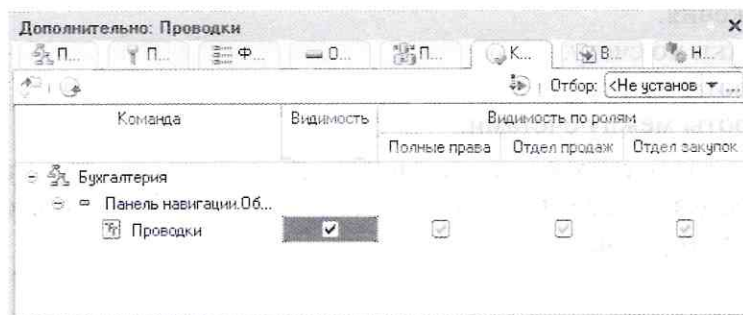 Дополнительно: Проводки
П... П... Ф... О... П... К... В... Н...
Отбор: <Не установ ...
Команда Видимость Видимость по ролям
Полные права Отдел продаж Отдел закупок
Бухгалтерия
Панель навигации.Об...
Проводки